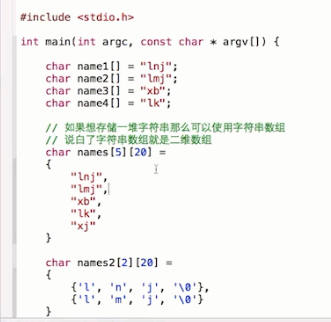 #include <stdio.h>
int main(int argc, const char * argv[]) {
char name1[] = "lnj";
char name2[] = "lmj";
char name3[] = "xb";
char name4[] = "lk";
// 如果想存储一堆字符串那么可以使用字符串数组
// 说白了字符串数组就是二维数组
char names[5][20] =
{
"lnj",
"lmj",
"xb",
"lk",
"xj"
}
char names2[2][20] =
{
{'l', 'n', 'j', '\0'},
{'l', 'm', 'j', '\0'}
}